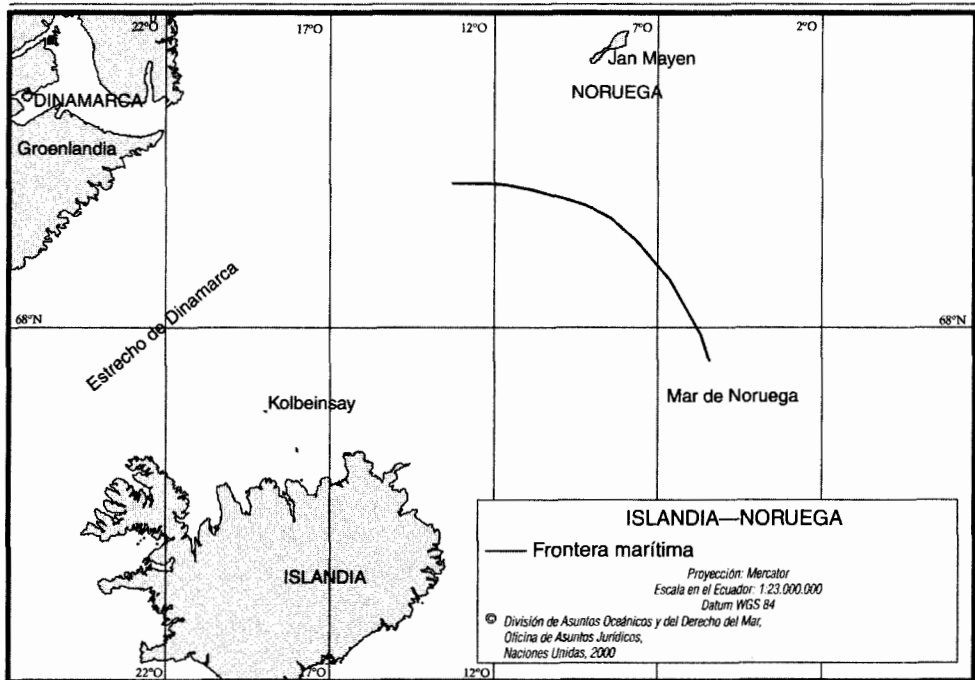 22°O
17°O
12°O
7°O
2°O
Jan Mayen
NORUEGA
DINAMARCA
Groenlandia
Estrecho de Dinamarca
68°N
68°N
Kolbeinsay
Mar de Noruega
ISLANDIA
ISLANDIA—NORUEGA
Frontera marítima
Proyección: Mercator
Escala en el Ecuador: 1:23.000.000
Datum WGS 84
© División de Asuntos Oceánicos y del Derecho del Mar,
Oficina de Asuntos Jurídicos,
Naciones Unidas, 2000
22°O
17°O
12°O
7°O
2°O